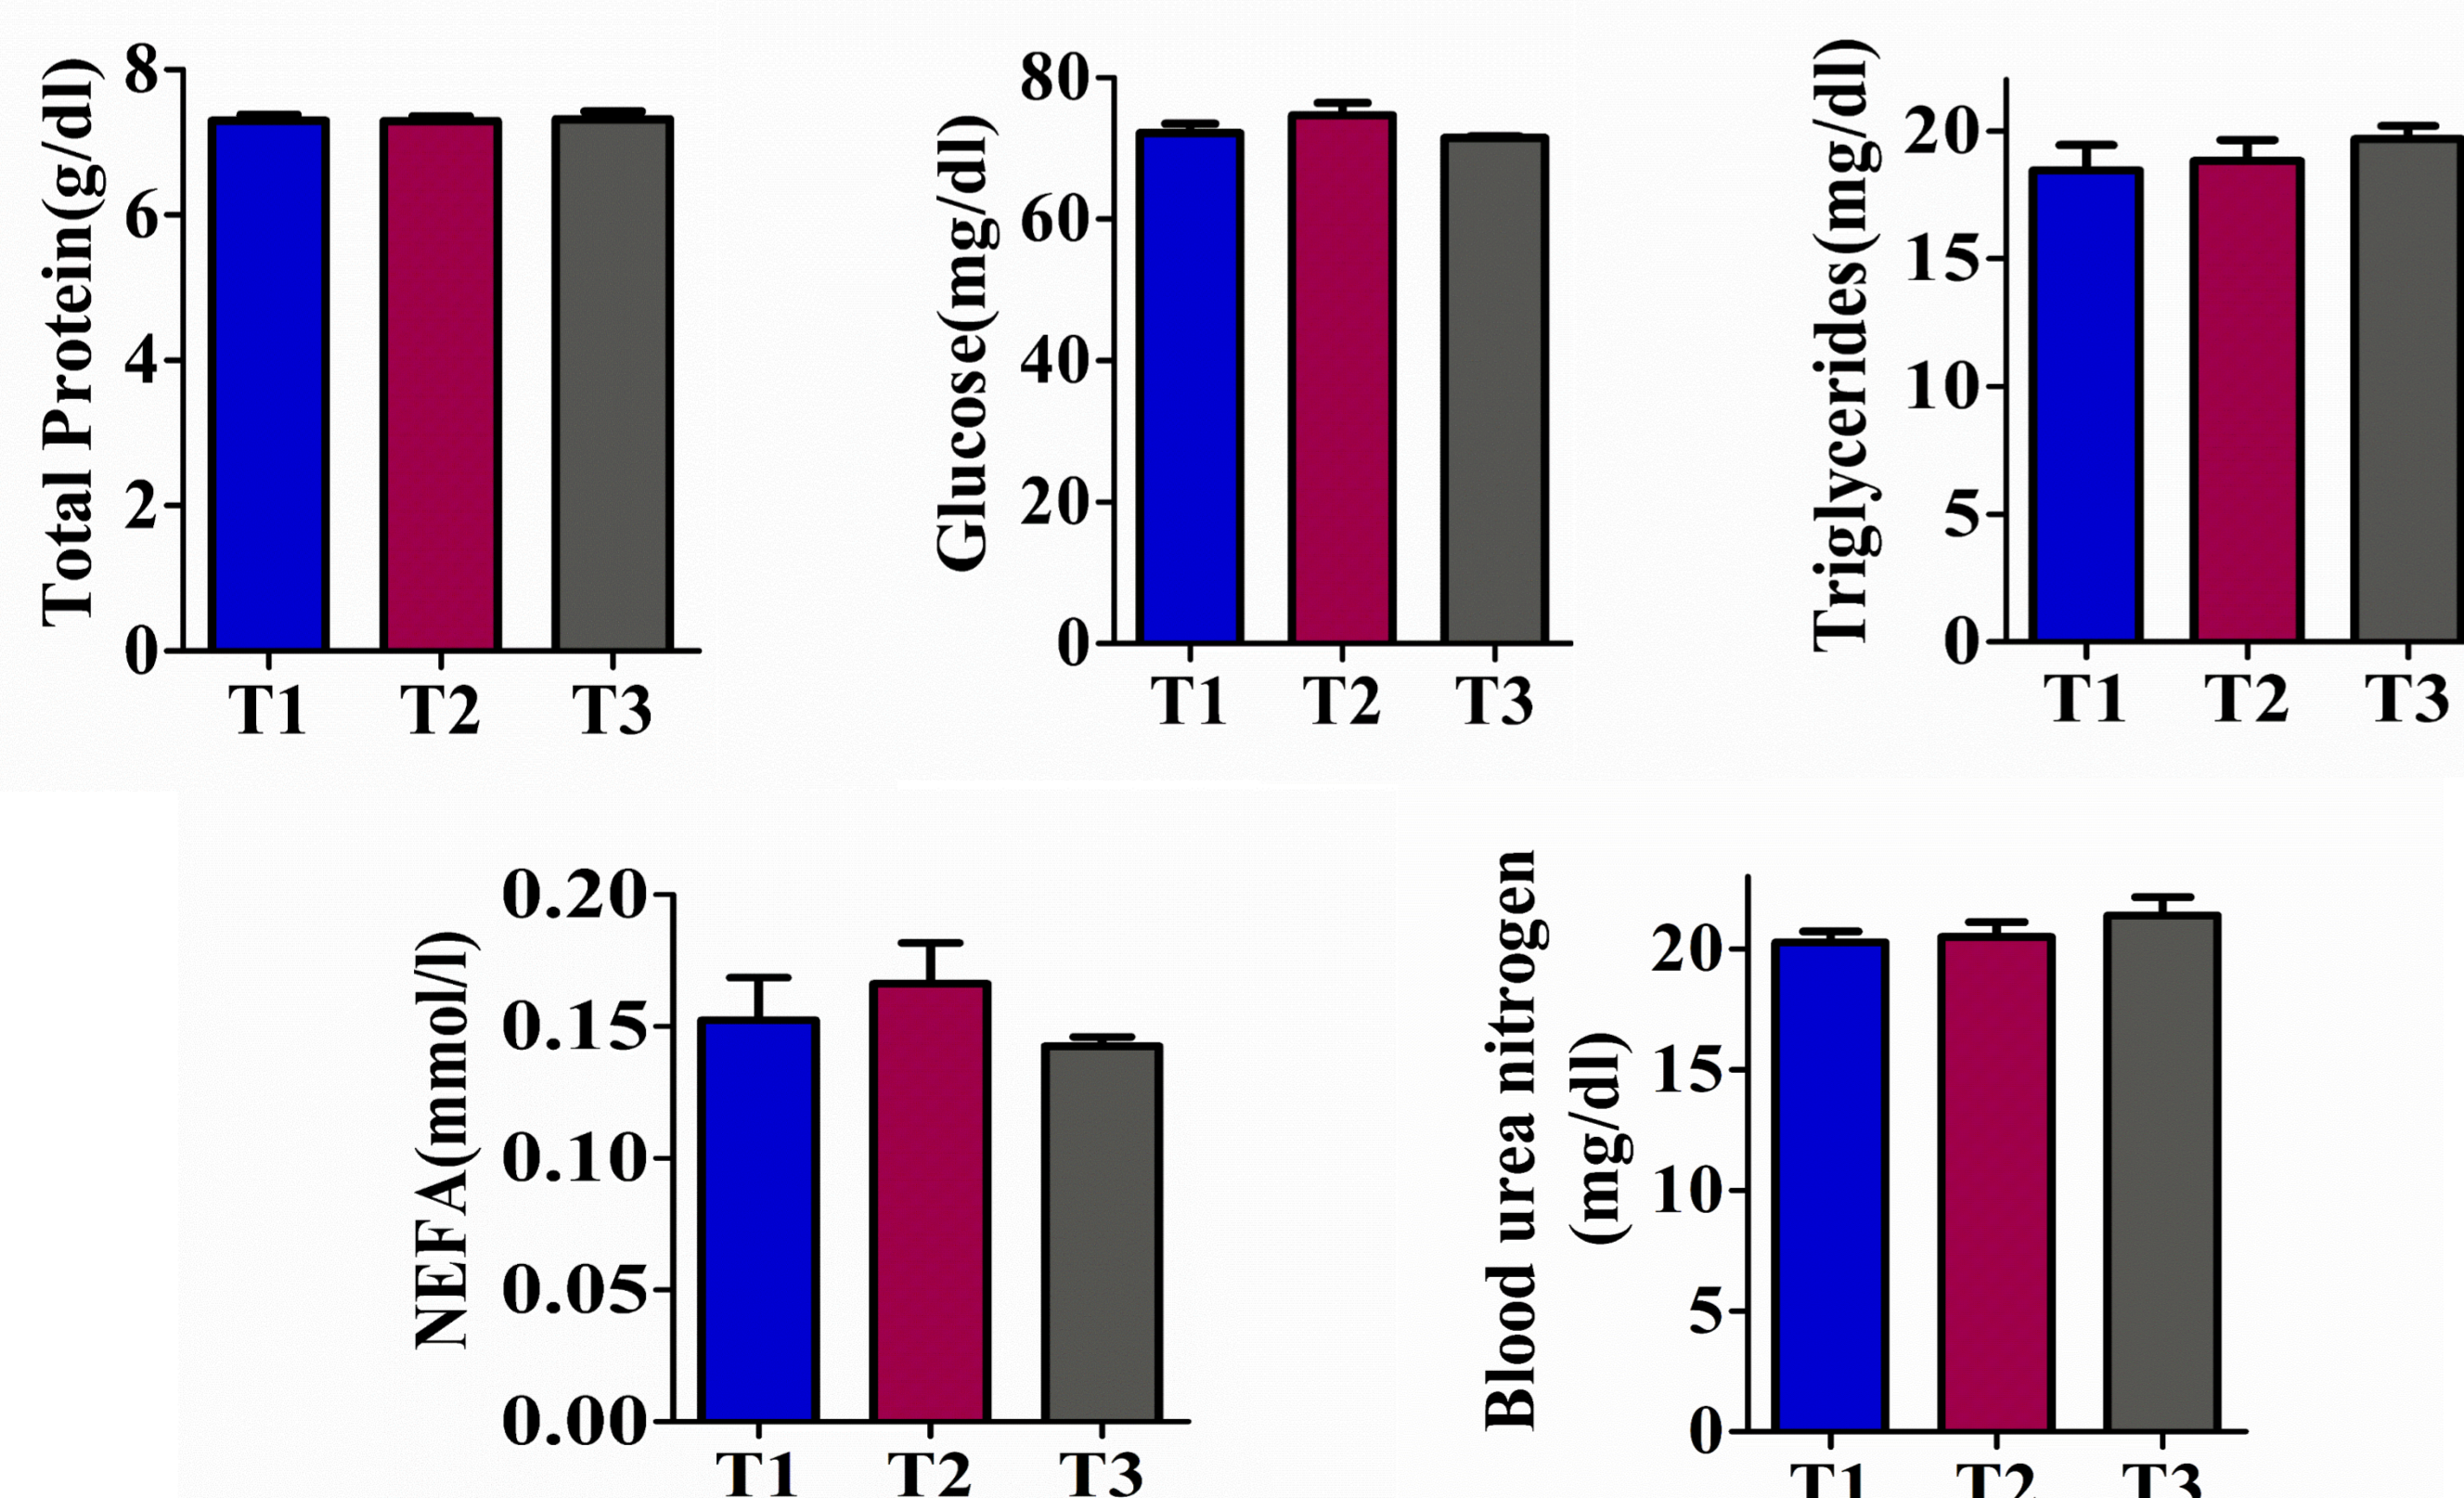 Total Protein(g/dl)
8
6
4
2
0
T1 T2 T3
Glucose(mg/dl)
80
60
40
20
0
T1 T2 T3
Triglycerides(mg/dl)
20
15
10
5
0
T1 T2 T3
NEFA(mmol/l)
0.20
0.15
0.10
0.05
0.00
T1 T2 T3
Blood urea nitrogen
(mg/dl)
20
15
10
5
0
T1 T2 T3